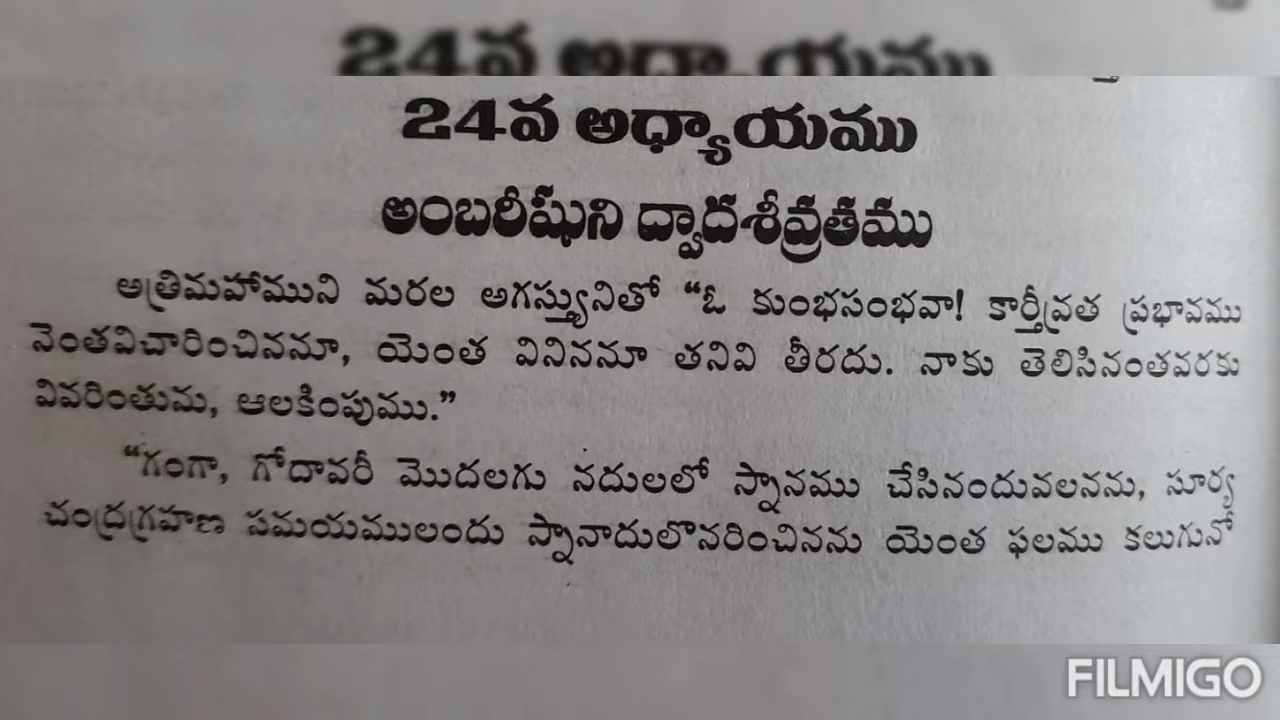 24వ అధ్యాయము
అంబరీషుని ద్వాదశీవ్రతము
అత్రిమహాముని మరల అగస్త్యునితో "ఓ కుంభసంభవా! కార్తీవ్రత ప్రభావము
నెంతవిచారించిననూ, యెంత వినిననూ తనివి తీరదు. నాకు తెలిసినంతవరకు
వివరింతును, ఆలకింపుము."
"గంగా, గోదావరీ మొదలగు నదులలో స్నానము చేసినందువలనను, సూర్య
చంద్రగ్రహణ సమయములందు స్నానాదులొనరించినను యెంత ఫలము కలుగునో
FILMIGO